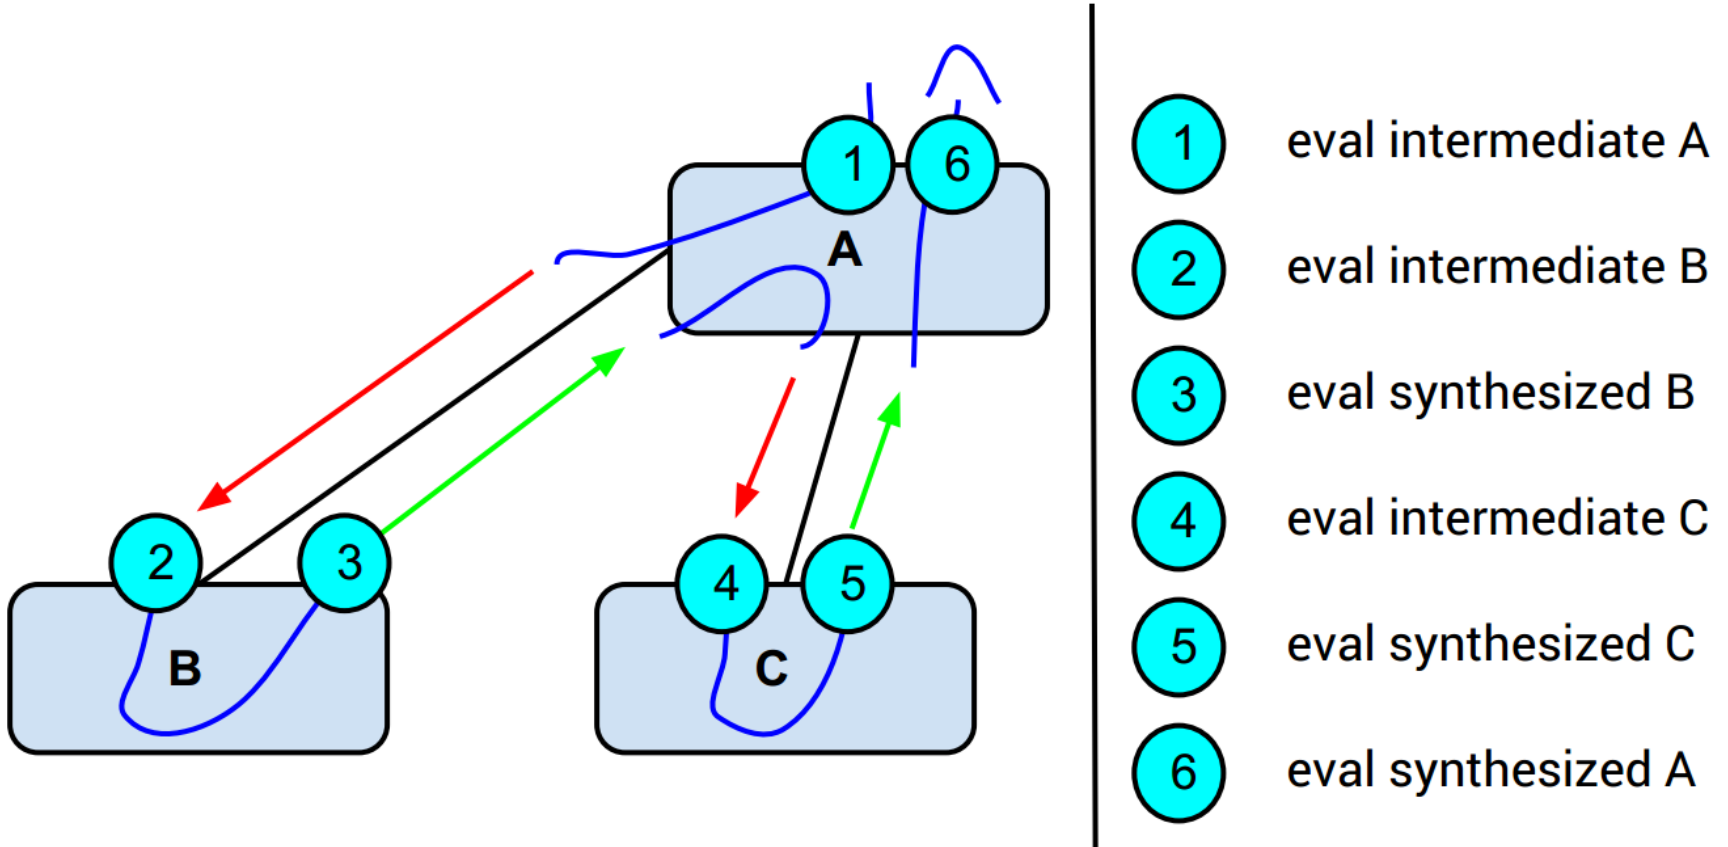 1
6
A
2
3
B
4
5
C
1 eval intermediate A
2 eval intermediate B
3 eval synthesized B
4 eval intermediate C
5 eval synthesized C
6 eval synthesized A